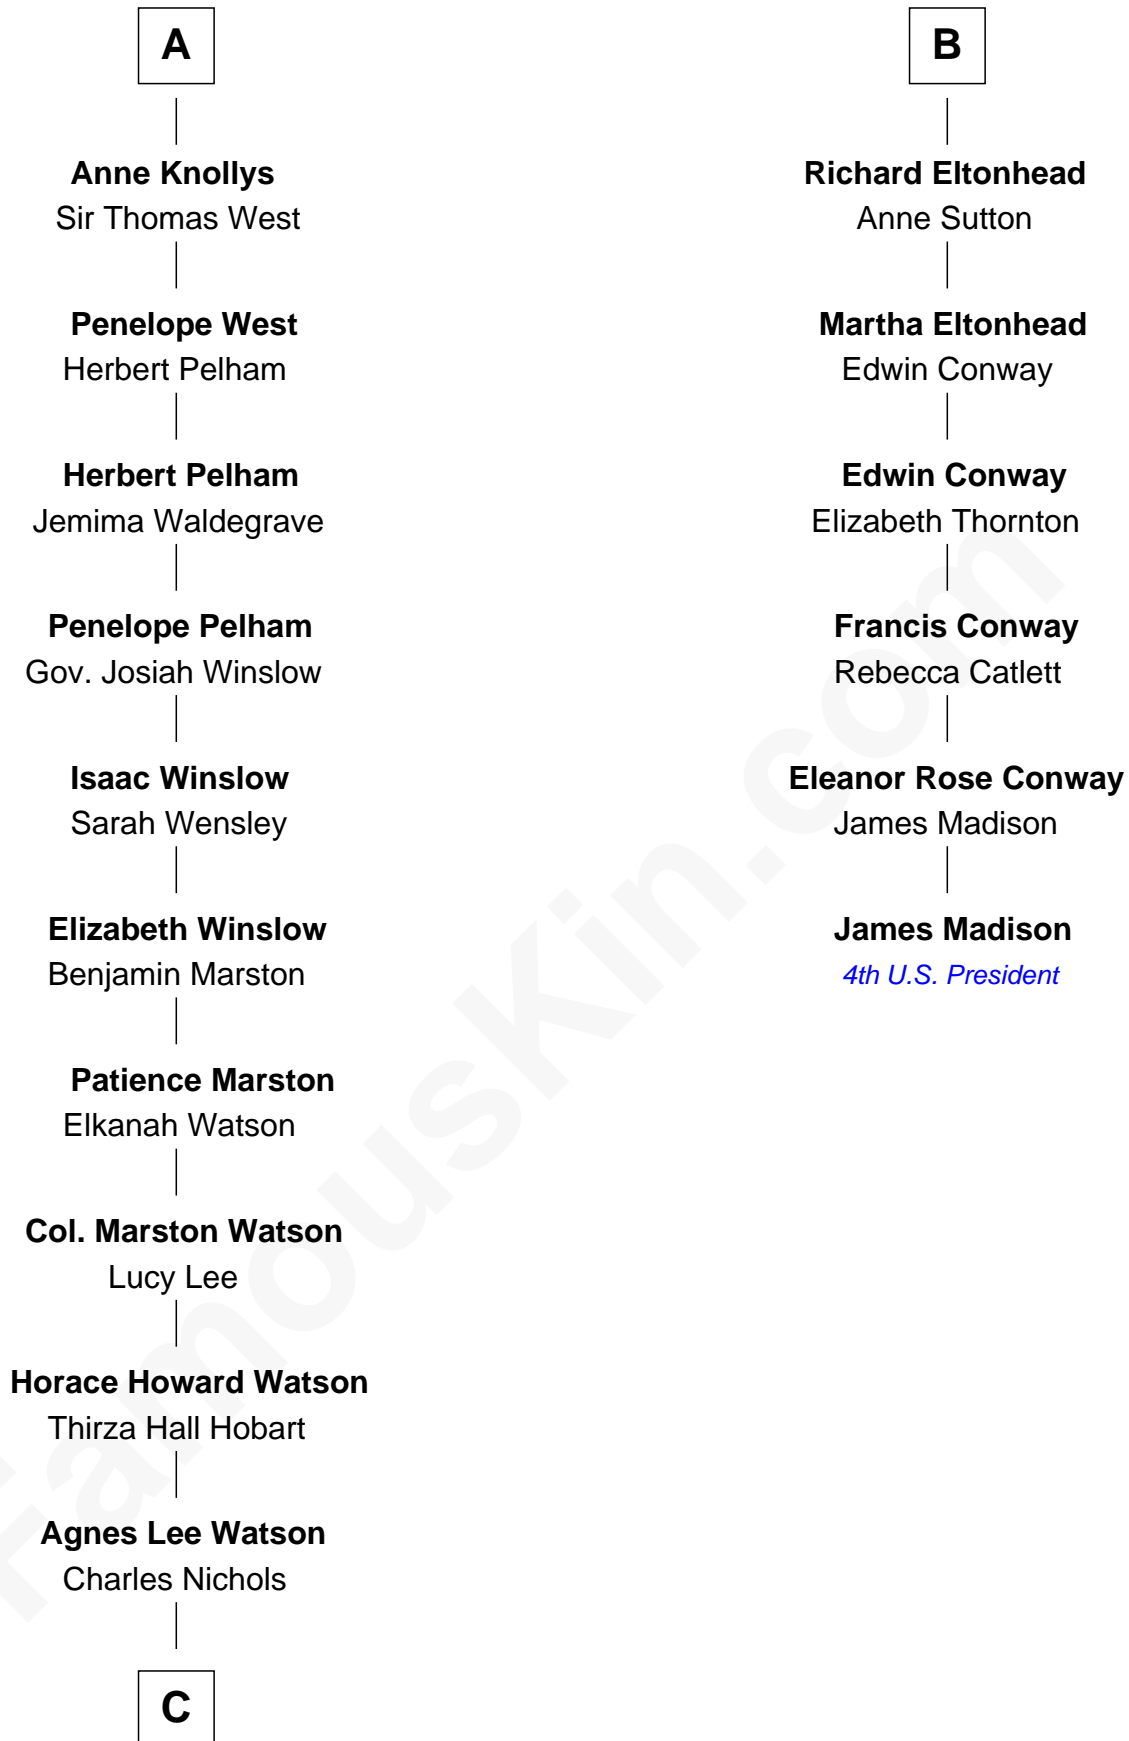 A
Anne Knollys
Sir Thomas West
Penelope West
Herbert Pelham
Herbert Pelham
Jemima Waldegrave
Penelope Pelham
Gov. Josiah Winslow
Isaac Winslow
Sarah Wensley
Elizabeth Winslow
Benjamin Marston
Patience Marston
Elkanah Watson
Col. Marston Watson
Lucy Lee
Horace Howard Watson
Thirza Hall Hobart
Agnes Lee Watson
Charles Nichols
C
B
Richard Eltonhead
Anne Sutton
Martha Eltonhead
Edwin Conway
Edwin Conway
Elizabeth Thornton
Francis Conway
Rebecca Catlett
Eleanor Rose Conway
James Madison
James Madison
4th U.S. President
FamousKin.com